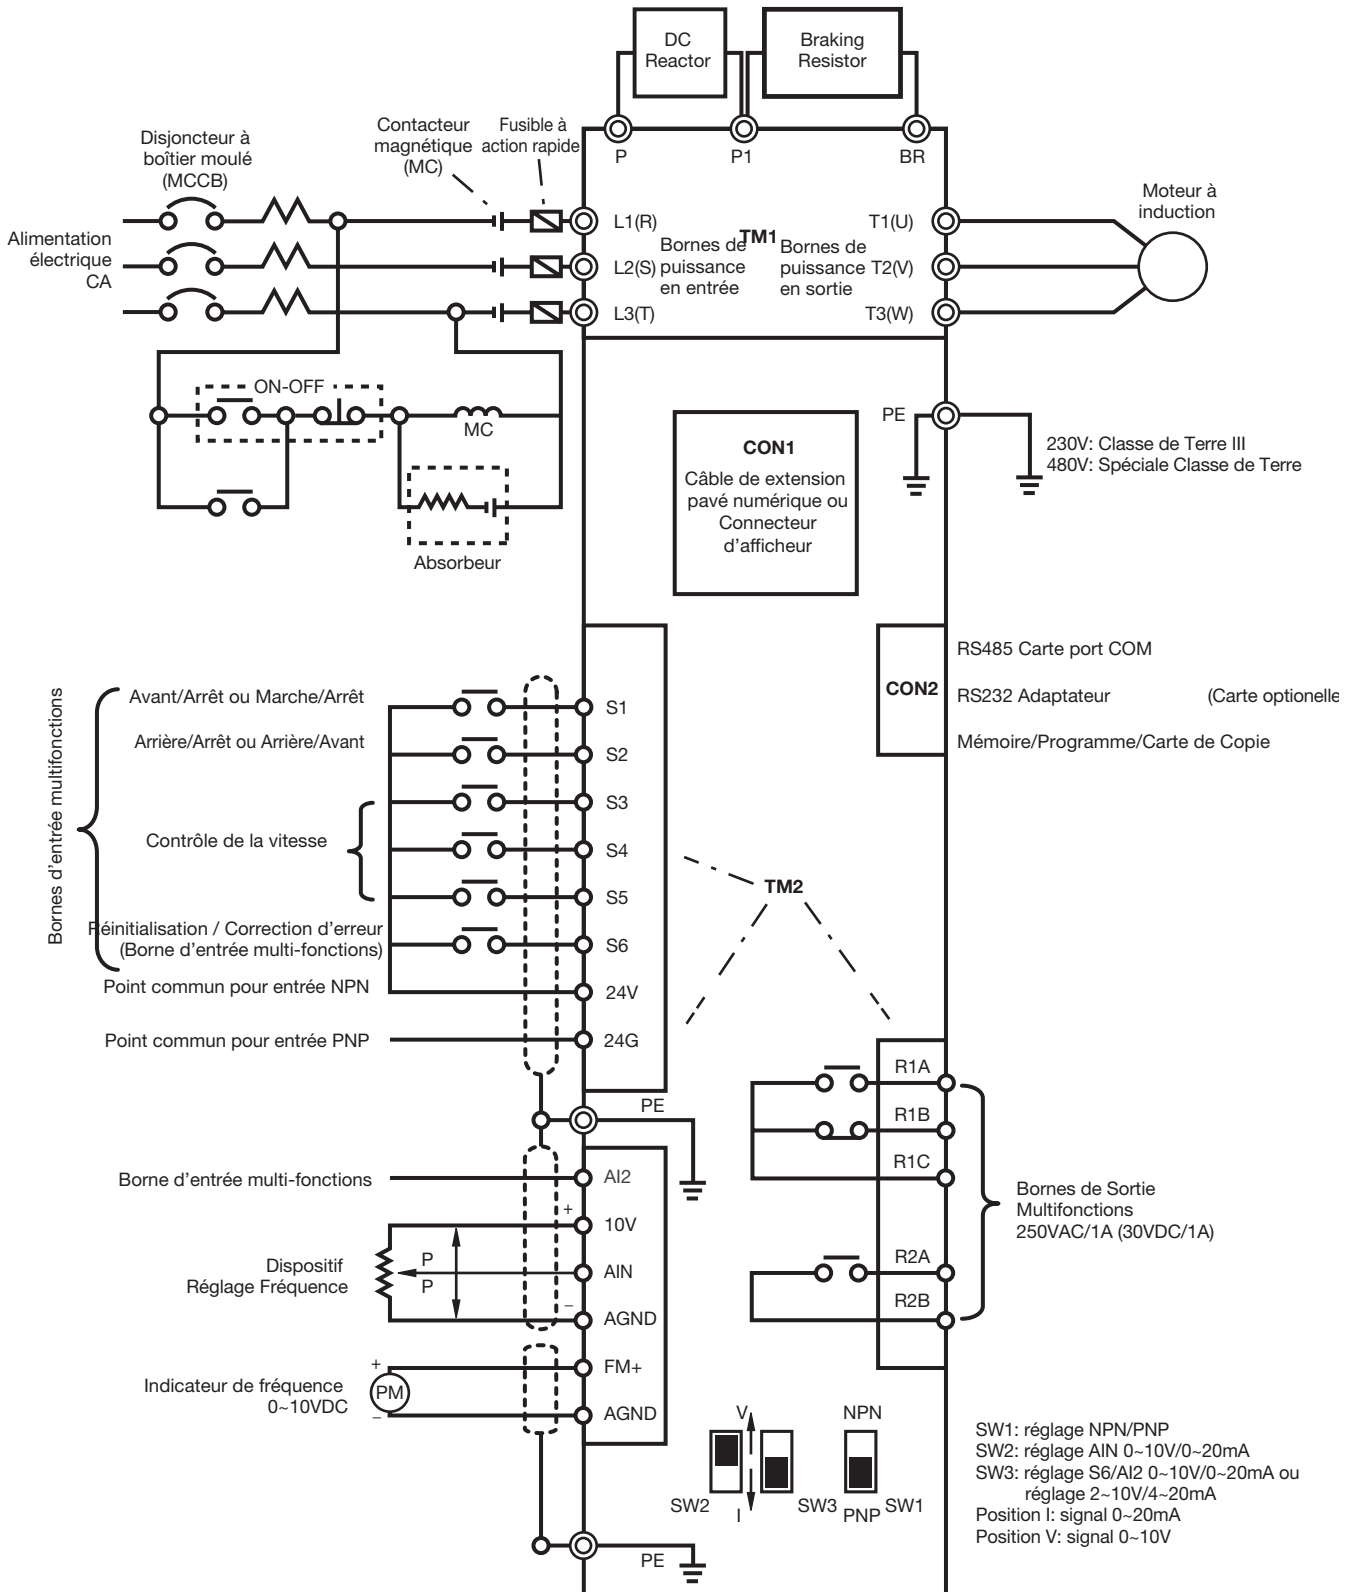 DC
Reactor
Braking
Resistor
P
P1
BR
Disjoncteur à
boîtier moulé
(MCCB)
Contacteur
magnétique
(MC)
Fusible à
action rapide
Moteur à
induction
Alimentation
électrique
CA
L1(R)
L2(S)
L3(T)
TM1
Bornes de
puissance
en entrée
Bornes de
puissance
en sortie
T1(U)
T2(V)
T3(W)
ON-OFF
MC
Absorbeur
CON1
Câble de extension
pavé numérique ou
Connecteur
d'afficheur
PE
230V: Classe de Terre III
480V: Spéciale Classe de Terre
CON2
RS485 Carte port COM
RS232 Adaptateur (Carte optionelle
Mémoire/Programme/Carte de Copie
Bornes d'entrée multifonctions
Avant/Arrêt ou Marche/Arrêt
Arrière/Arrêt ou Arrière/Avant
Contrôle de la vitesse
Réinitialisation / Correction d'erreur
(Borne d'entrée multi-fonctions)
Point commun pour entrée NPN
Point commun pour entrée PNP
S1
S2
S3
S4
S5
S6
24V
24G
TM2
PE
Borne d'entrée multi-fonctions
Dispositif
Réglage Fréquence
P
P
+
–
AI2
10V
AIN
AGND
FM+
AGND
Indicateur de fréquence
0~10VDC
+
PM
–
PE
R1A
R1B
R1C
R2A
R2B
Bornes de Sortie
Multifonctions
250VAC/1A (30VDC/1A)
V
I
SW2
SW3
NPN
PNP
SW1
SW1: réglage NPN/PNP
SW2: réglage AIN 0~10V/0~20mA
SW3: réglage S6/AI2 0~10V/0~20mA ou
réglage 2~10V/4~20mA
Position I: signal 0~20mA
Position V: signal 0~10V